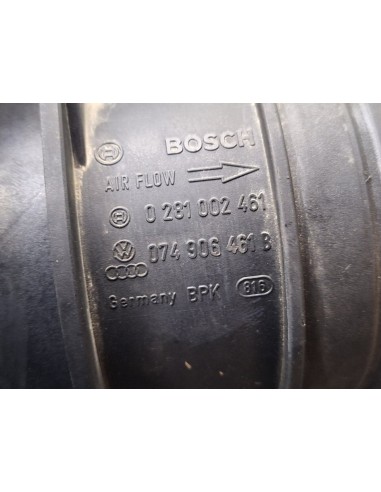 BOSCH
AIR FLOW
0 281 002 461
074 906 461 B
Germany BPK 616